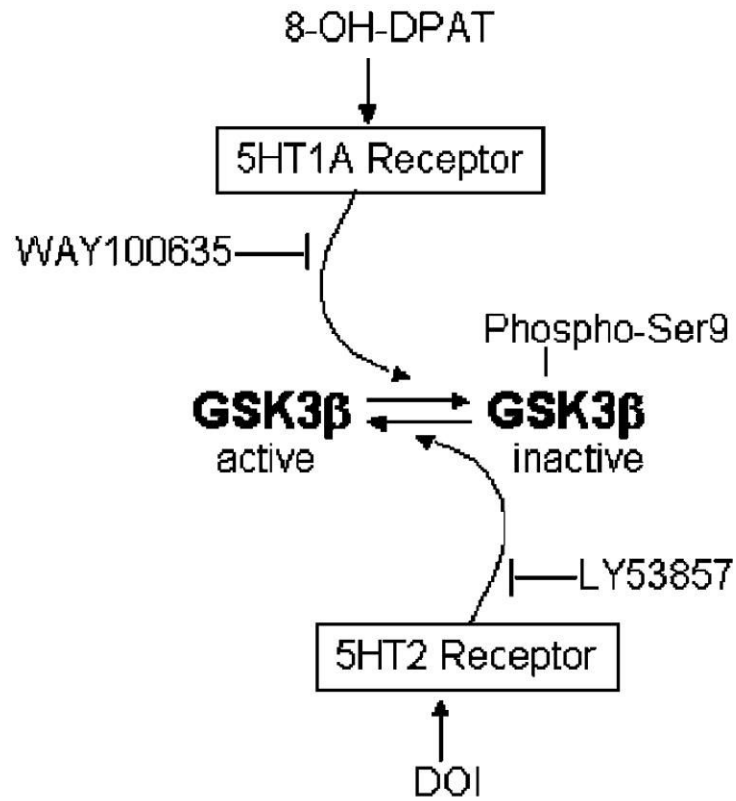 8-OH-DPAT
5HT1A Receptor
WAY100635
Phospho-Ser9
GSK3β GSK3β
active inactive
LY53857
5HT2 Receptor
DOI